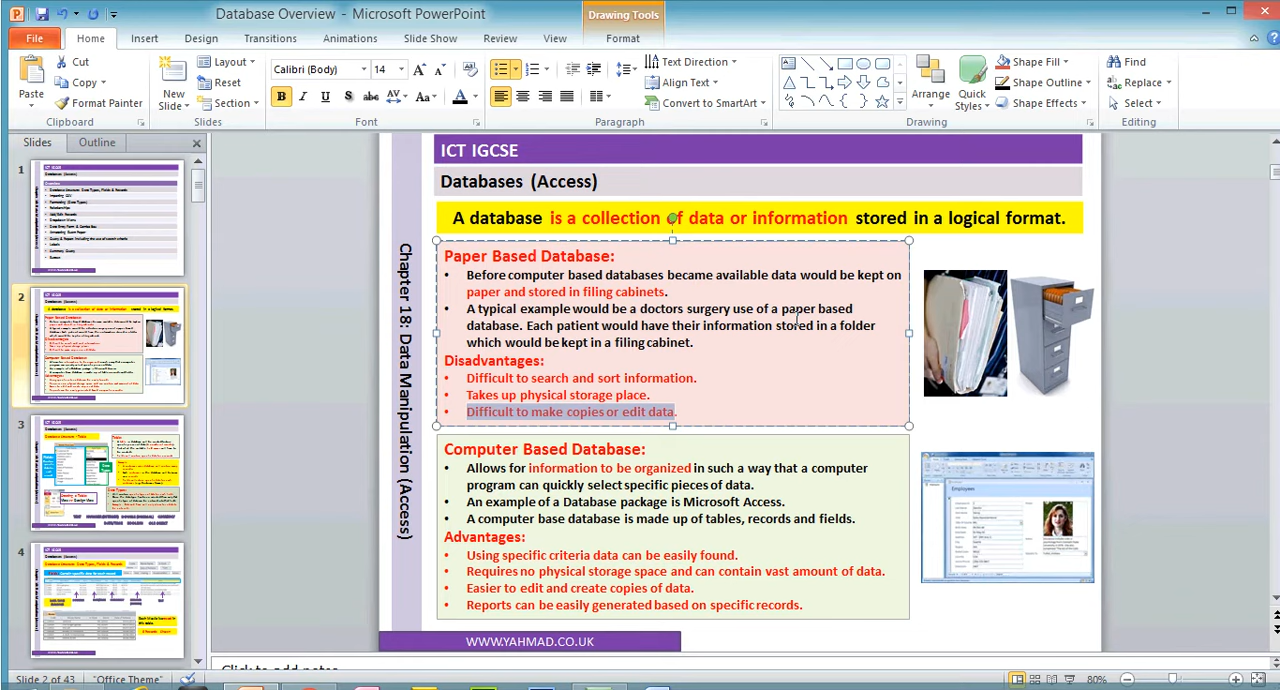 Database Overview - Microsoft PowerPoint
Drawing Tools
File
Home
Insert
Design
Transitions
Animations
Slide Show
Review
View
Format
Paste
Cut
Copy
Format Painter
Clipboard
New
Slide
Layout
Reset
Section
Slides
Calibri (Body)
14
Font
Text Direction
Align Text
Convert to SmartArt
Paragraph
Arrange
Quick
Styles
Shape Fill
Shape Outline
Shape Effects
Drawing
Find
Replace
Select
Editing
Slides
Outline
1
2
3
4
Chapter 18: Data Manipulation (Access)
ICT IGCSE
Databases (Access)
A database is a collection of data or information stored in a logical format.
Paper Based Database:
• Before computer based databases became available data would be kept on
paper and stored in filing cabinets.
• A typical example would be a doctors surgery using a paper based
database. Each patient would have their information stored in a folder
which would be kept in a filing cabinet.
Disadvantages:
• Difficult to search and sort information.
• Takes up physical storage place.
• Difficult to make copies or edit data.
Computer Based Database:
• Allows for information to be organized in such a way that a computer
program can quickly select specific pieces of data.
• An example of a database package is Microsoft Access,
• A computer base database is made up of tables, records and fields.
Advantages:
• Using specific criteria data can be easily found.
• Requires no physical storage space and can contain large amounts of data.
• Easier to edit and create copies of data.
• Reports can be easily generated based on specific records.
Employees
WWW.YAHMAD.CO.UK
Click to add notes
Slide 2 of 43
"Office Theme"
80%